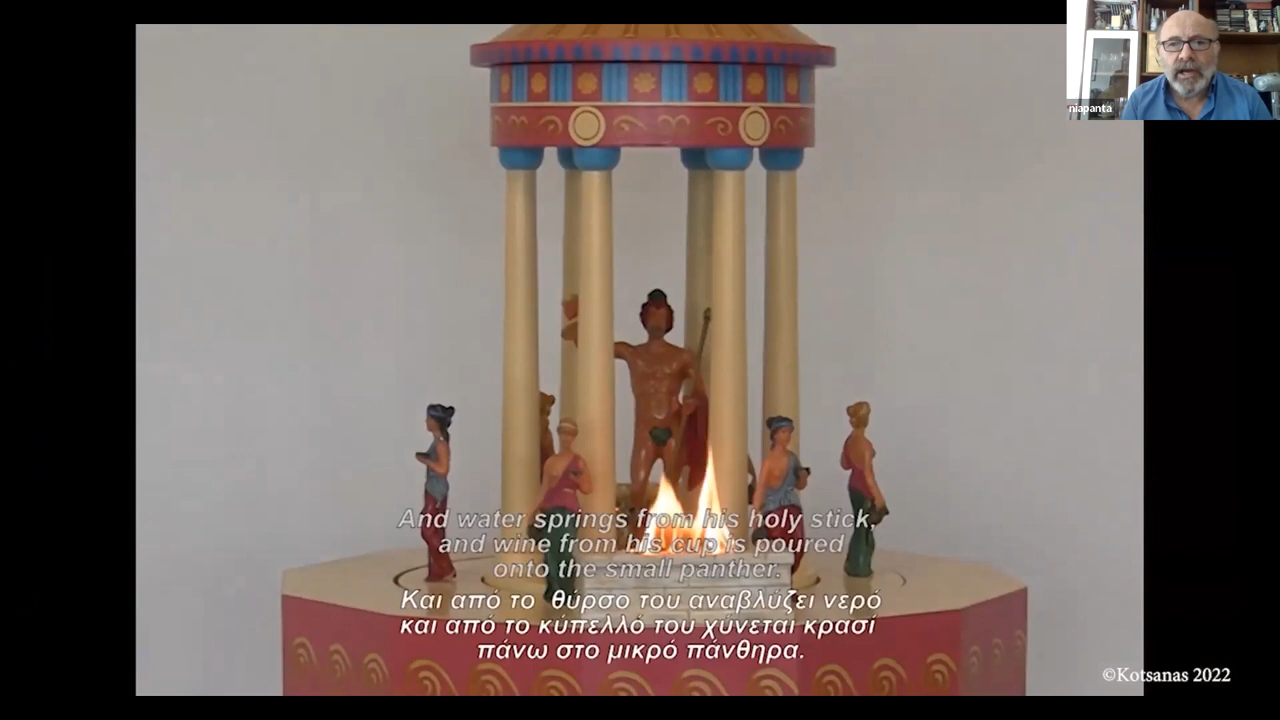 niapanta
And water springs from his holy stick,
and wine from his cup is poured
onto the small panther.
Και από το θύρσο του αναβλύζει νερό
και από το κύπελλό του χύνεται κρασί
πάνω στο μικρό πάνθηρα.
©Kotsanas 2022